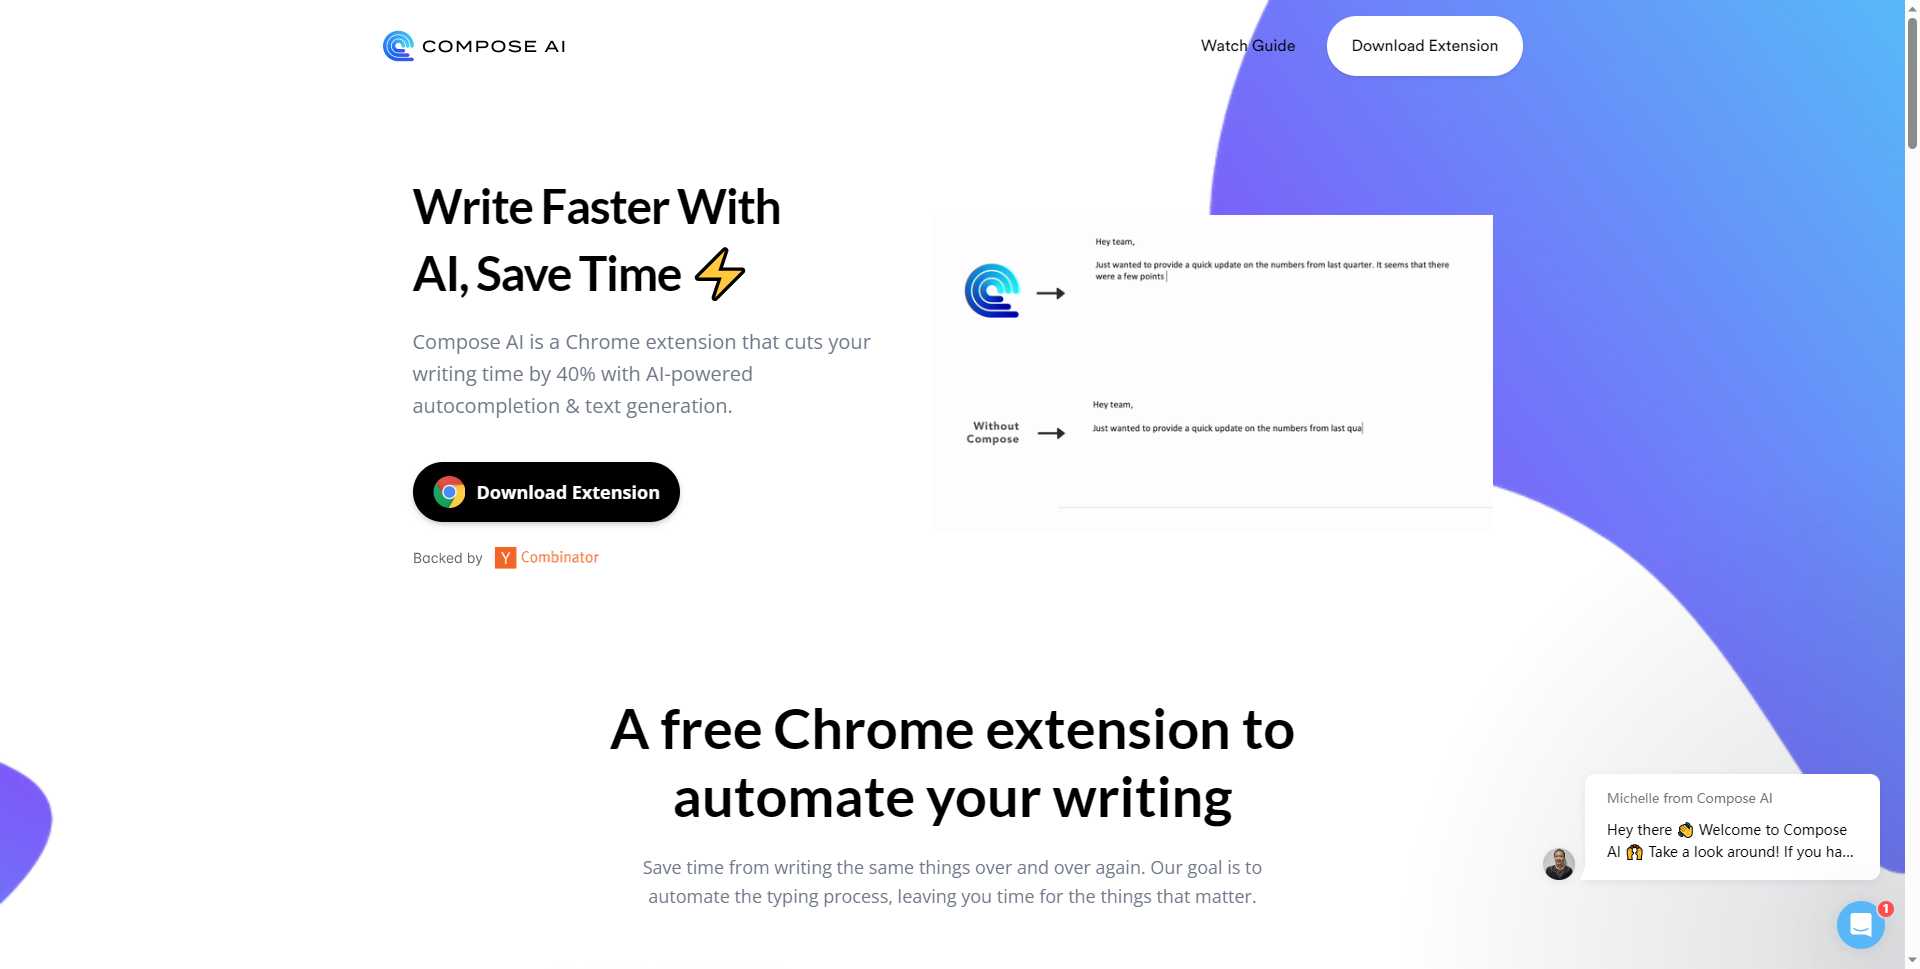 COMPOSE AI
Watch Guide
Download Extension
Write Faster With
AI, Save Time ⚡
Compose AI is a Chrome extension that cuts your
writing time by 40% with AI-powered
autocompletion & text generation.
Download Extension
Backed by Y Combinator
Hey team,
Just wanted to provide a quick update on the numbers from last quarter. It seems that there
were a few points
Without
Compose
Hey team,
Just wanted to provide a quick update on the numbers from last qua
A free Chrome extension to
automate your writing
Save time from writing the same things over and over again. Our goal is to
automate the typing process, leaving you time for the things that matter.
Michelle from Compose AI
Hey there 👋 Welcome to Compose
AI 🙌 Take a look around! If you ha...
1